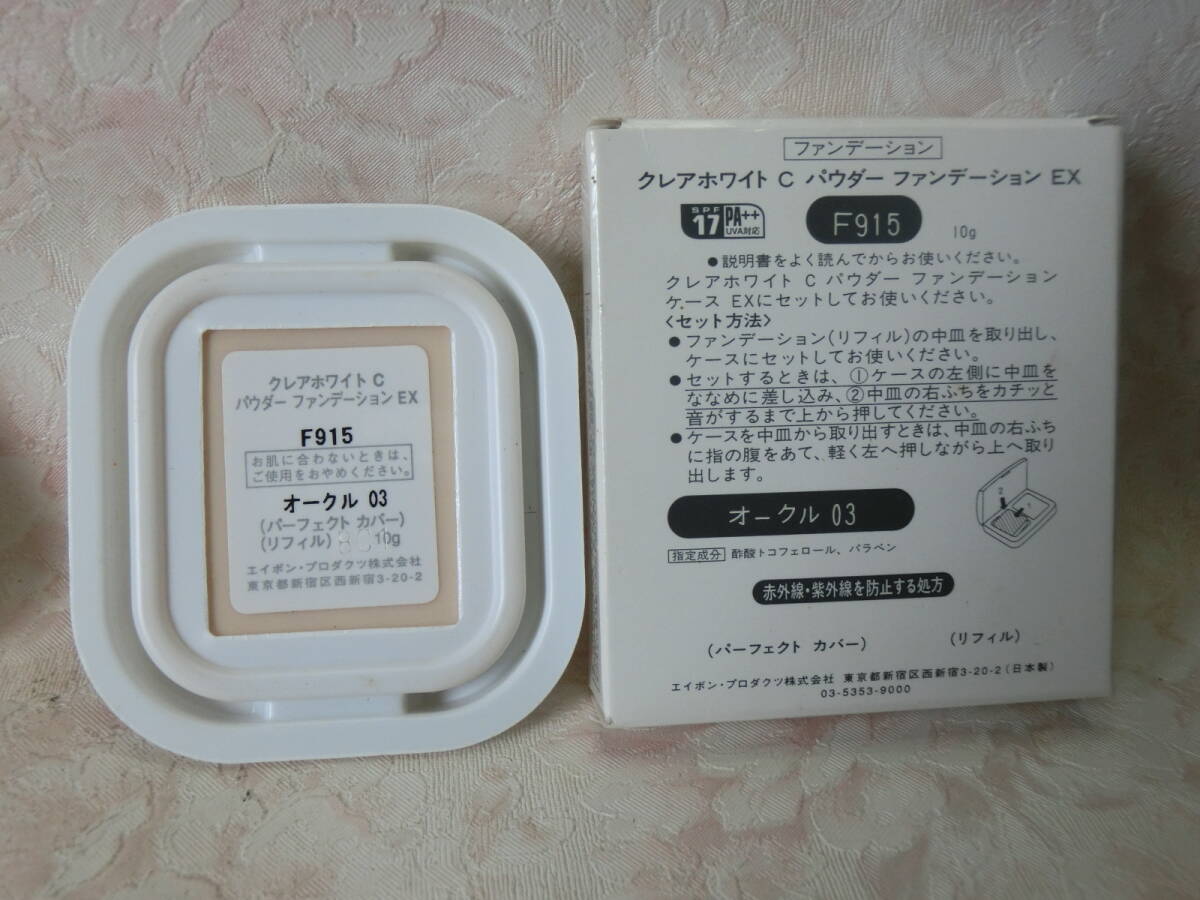 クレアホワイト C
パウダー ファンデーション EX
F915
お肌に合わないときは、
ご使用をおやめください。
オークル 03
(パーフェクト カバー)
(リフィル) 10g
エイボン・プロダクツ株式会社
東京都新宿区西新宿3-20-2
ファンデーション
クレアホワイト C パウダー ファンデーション EX
SPF 17 PA++ UVA対応 F915 10g
●説明書をよく読んでからお使いください。
クレアホワイト C パウダー ファンデーション
ケース EXにセットしてお使いください。
〈セット方法〉
●ファンデーション(リフィル)の中皿を取り出し、
ケースにセットしてお使いください。
●セットするときは、①ケースの左側に中皿を
ななめに差し込み、②中皿の右ふちをカチッと
音がするまで上から押してください。
●ケースを中皿から取り出すときは、中皿の右ふち
に指の腹をあて、軽く左へ押しながら上へ取り
出します。
オークル 03
指定成分 酢酸トコフェロール、パラベン
赤外線・紫外線を防止する処方
(パーフェクト カバー) (リフィル)
エイボン・プロダクツ株式会社 東京都新宿区西新宿3-20-2(日本製)
03-5353-9000